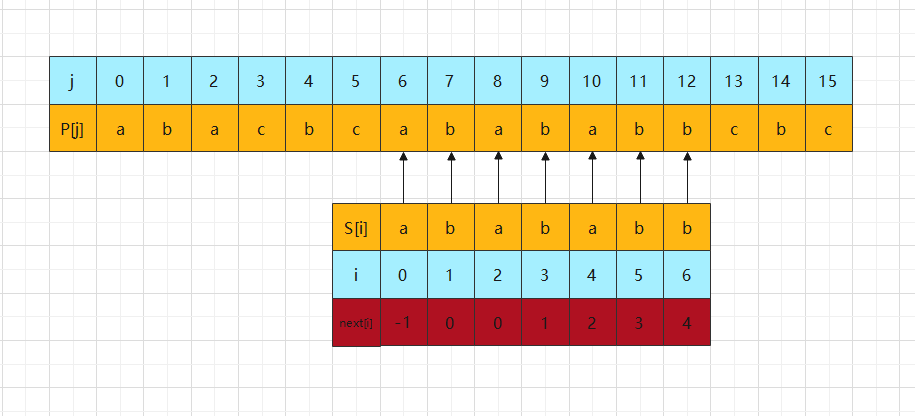 j 0 1 2 3 4 5 6 7 8 9 10 11 12 13 14 15
P[j] a b a c b c a b a b a b b c b c
S[i] a b a b a b b
i 0 1 2 3 4 5 6
next[i] -1 0 0 1 2 3 4